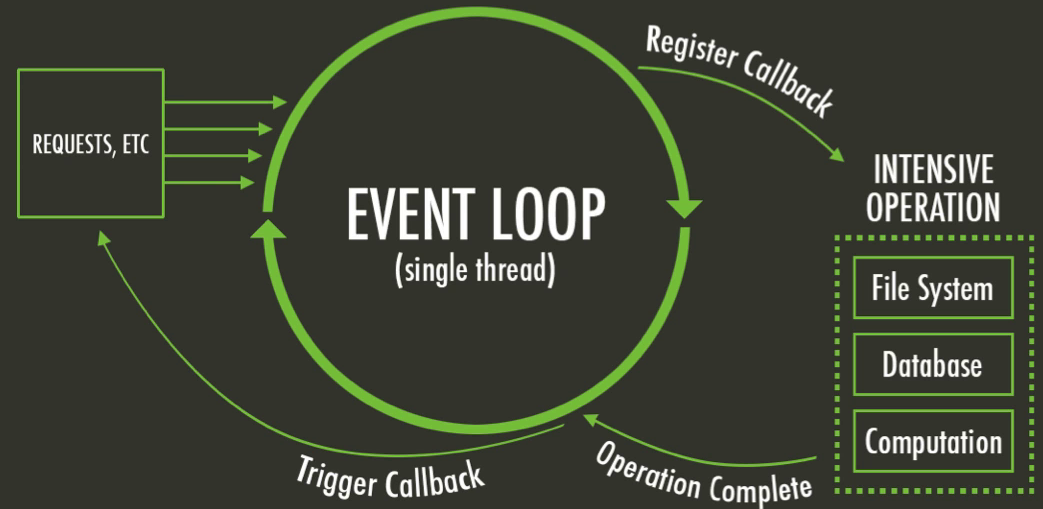 Register Callback
REQUESTS, ETC
EVENT LOOP
(single thread)
INTENSIVE
OPERATION
File System
Database
Computation
Operation Complete
Trigger Callback